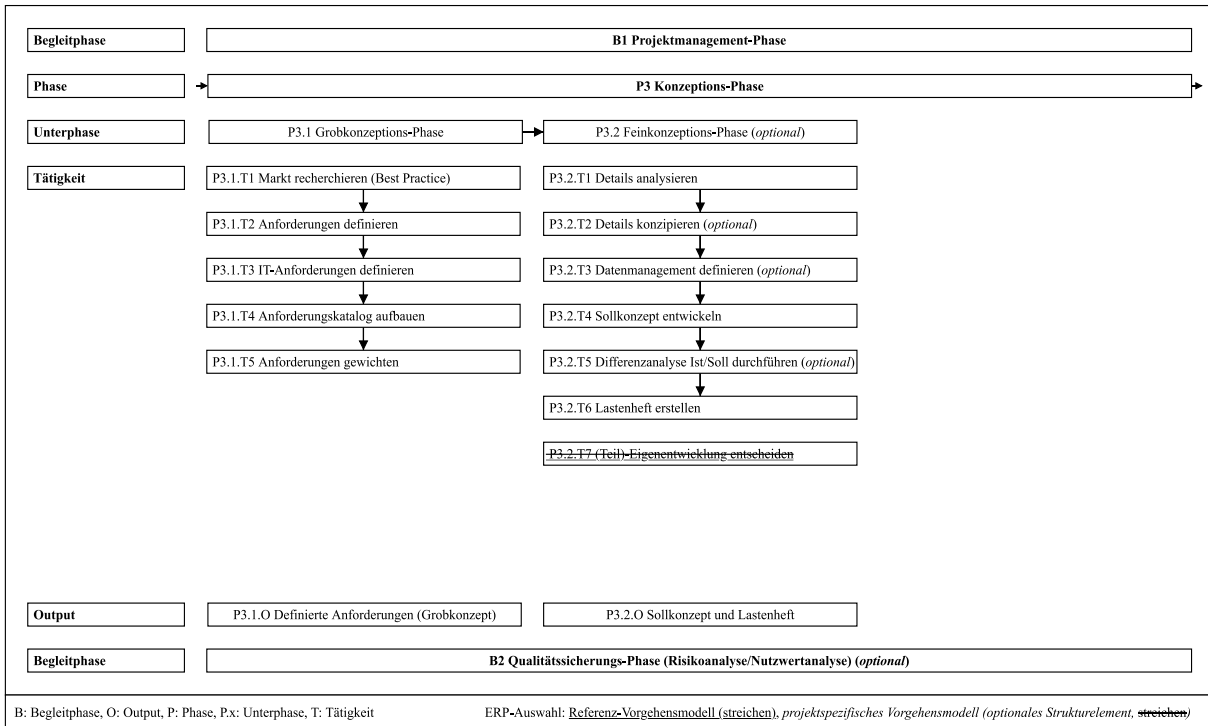 Begleitphase B1 Projektmanagement-Phase
Phase P3 Konzeptions-Phase
Unterphase P3.1 Grobkonzeptions-Phase P3.2 Feinkonzeptions-Phase (optional)
Tätigkeit P3.1.T1 Markt recherchieren (Best Practice) P3.2.T1 Details analysieren
P3.1.T2 Anforderungen definieren P3.2.T2 Details konzipieren (optional)
P3.1.T3 IT-Anforderungen definieren P3.2.T3 Datenmanagement definieren (optional)
P3.1.T4 Anforderungskatalog aufbauen P3.2.T4 Sollkonzept entwickeln
P3.1.T5 Anforderungen gewichten P3.2.T5 Differenzanalyse Ist/Soll durchführen (optional)
P3.2.T6 Lastenheft erstellen
P3.2.T7 (Teil)-Eigenentwicklung entscheiden
Output P3.1.O Definierte Anforderungen (Grobkonzept) P3.2.O Sollkonzept und Lastenheft
Begleitphase B2 Qualitätssicherungs-Phase (Risikoanalyse/Nutzwertanalyse) (optional)
B: Begleitphase, O: Output, P: Phase, P.x: Unterphase, T: Tätigkeit ERP-Auswahl: Referenz-Vorgehensmodell (streichen), projektspezifisches Vorgehensmodell (optionales Strukturelement, streichen)